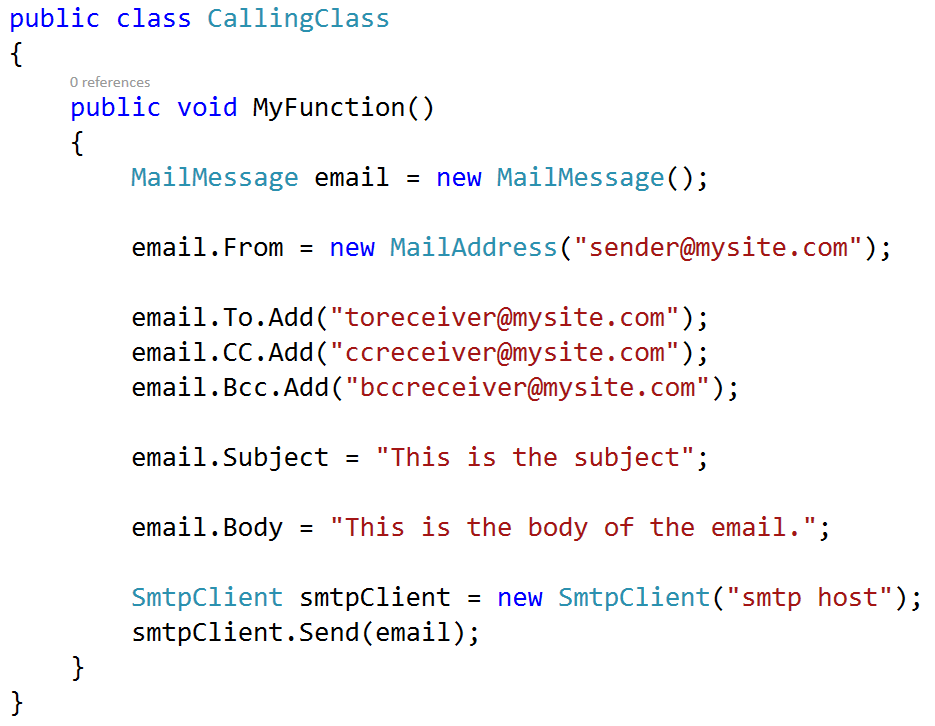 public class CallingClass
{
0 references
public void MyFunction()
{
MailMessage email = new MailMessage();
email.From = new MailAddress("sender@mysite.com");
email.To.Add("toreceiver@mysite.com");
email.CC.Add("ccreceiver@mysite.com");
email.Bcc.Add("bccreceiver@mysite.com");
email.Subject = "This is the subject";
email.Body = "This is the body of the email.";
SmtpClient smtpClient = new SmtpClient("smtp host");
smtpClient.Send(email);
}
}